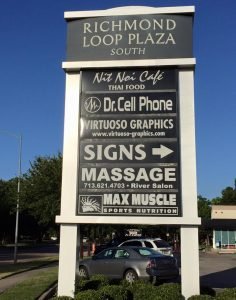 RICHMOND
LOOP PLAZA
SOUTH
Nit Noi Café
THAI FOOD
Dr.Cell Phone
VIRTUOSO GRAPHICS
www.virtuoso-graphics.com
SIGNS
MASSAGE
713.621.4703 • River Salon
MAX MUSCLE
SPORTS NUTRITION